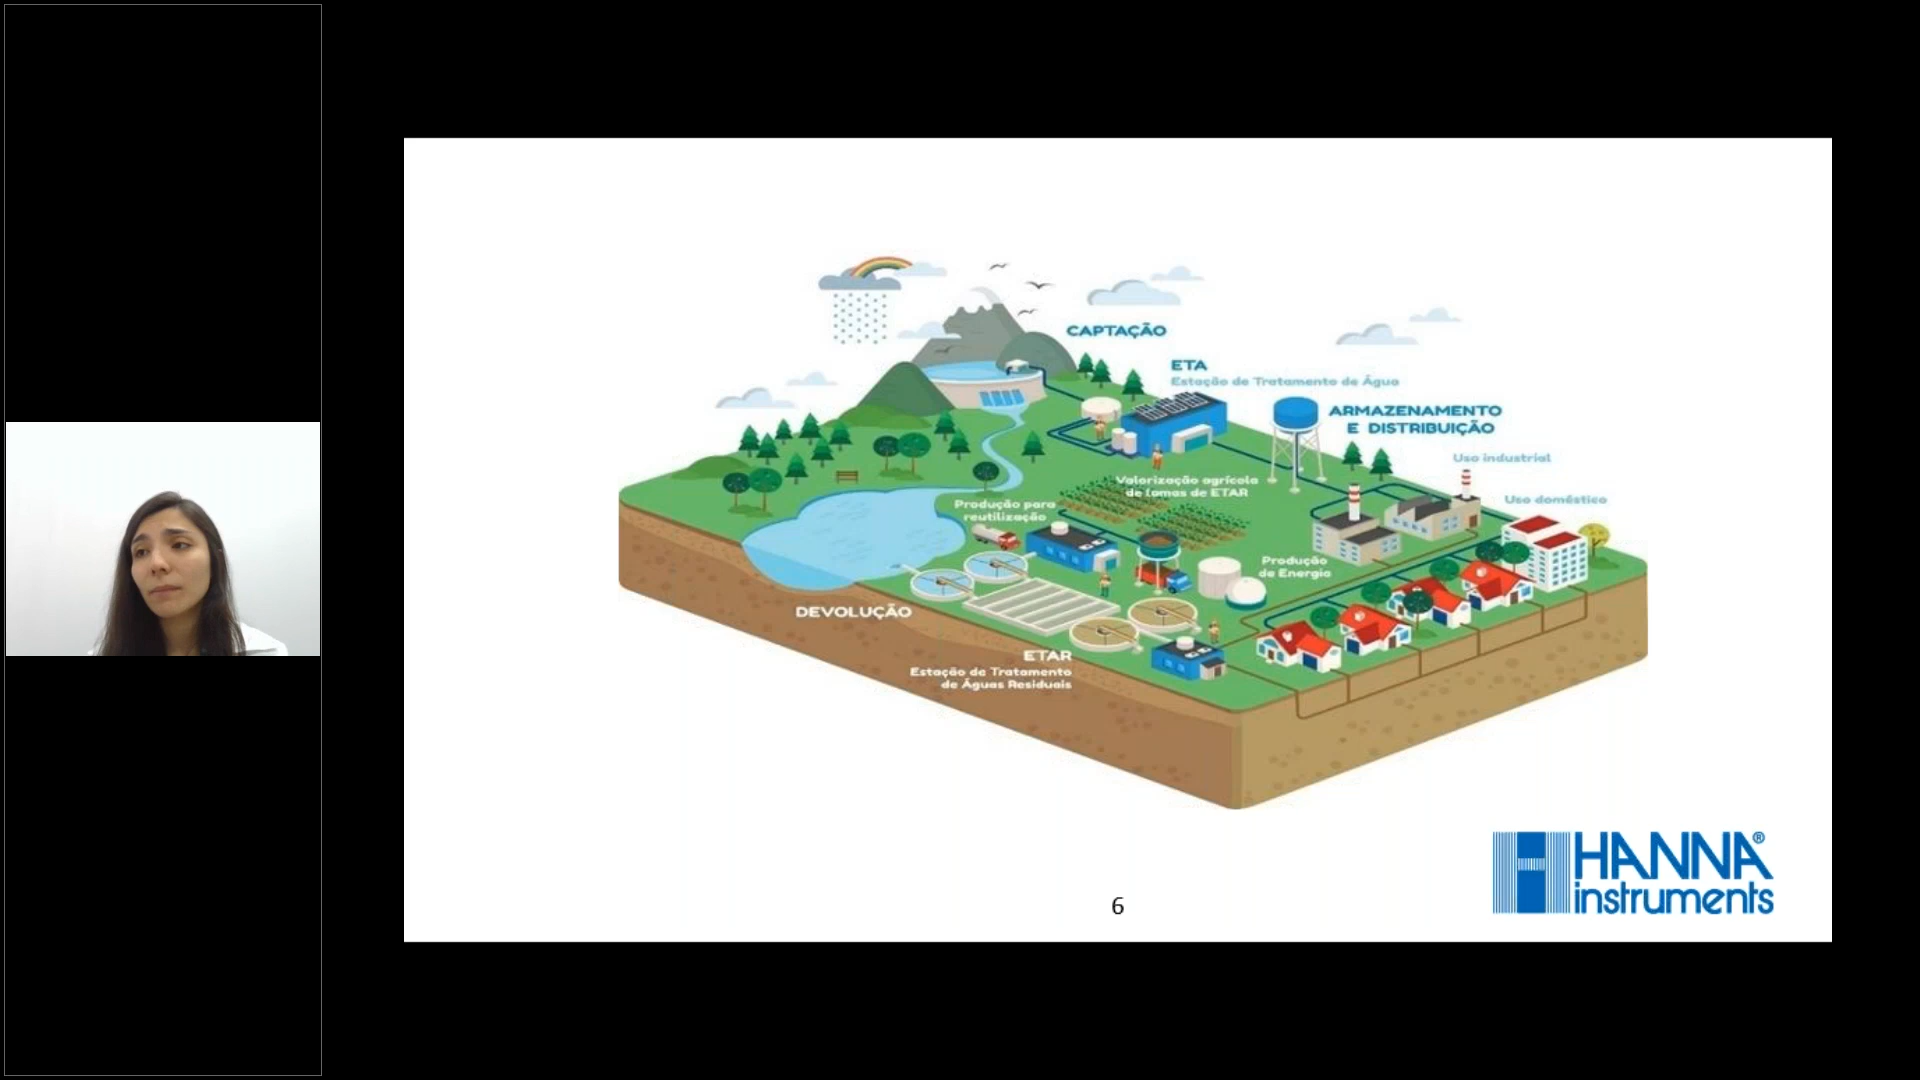 CAPTAÇÃO
ETA
Estação de Tratamento de Água
ARMAZENAMENTO
E DISTRIBUIÇÃO
Uso industrial
Uso doméstico
Valorização agrícola
de lamas de ETAR
Produção para
reutilização
Produção
de Energia
DEVOLUÇÃO
ETAR
Estação de Tratamento
de Águas Residuais
6
HANNA®
instruments